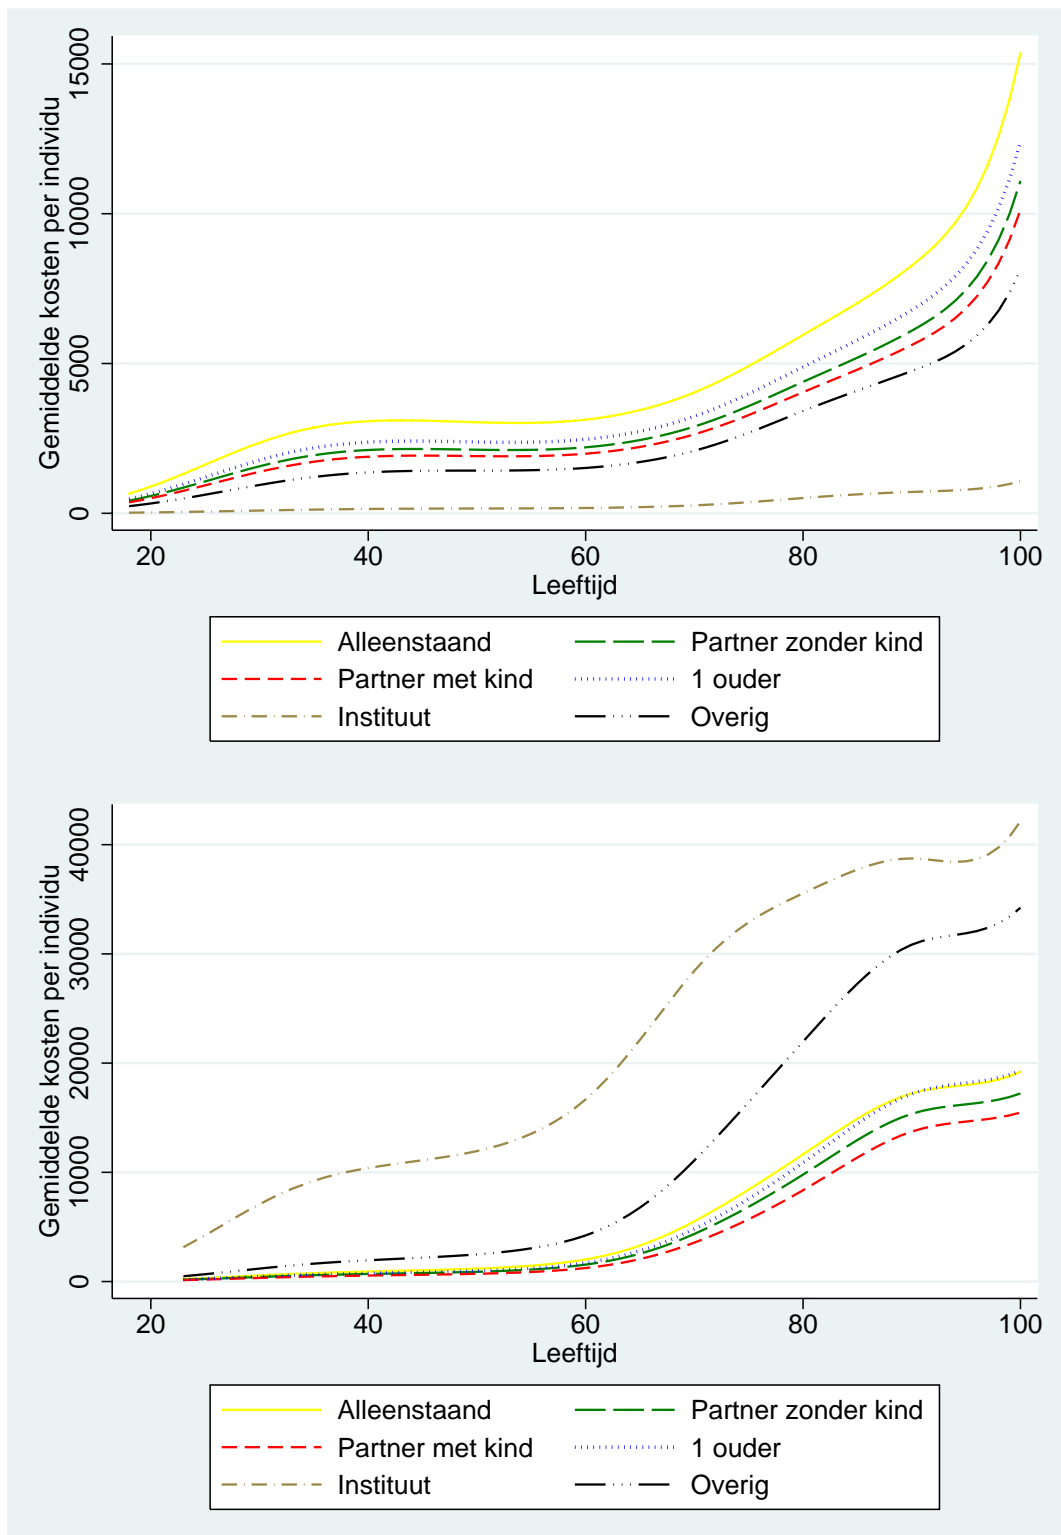 Gemiddelde kosten per individu
15000
10000
5000
0
20 40 60 80 100
Leeftijd
Alleenstaand Partner zonder kind
Partner met kind 1 ouder
Instituut Overig
Gemiddelde kosten per individu
40000
30000
20000
10000
0
20 40 60 80 100
Leeftijd
Alleenstaand Partner zonder kind
Partner met kind 1 ouder
Instituut Overig